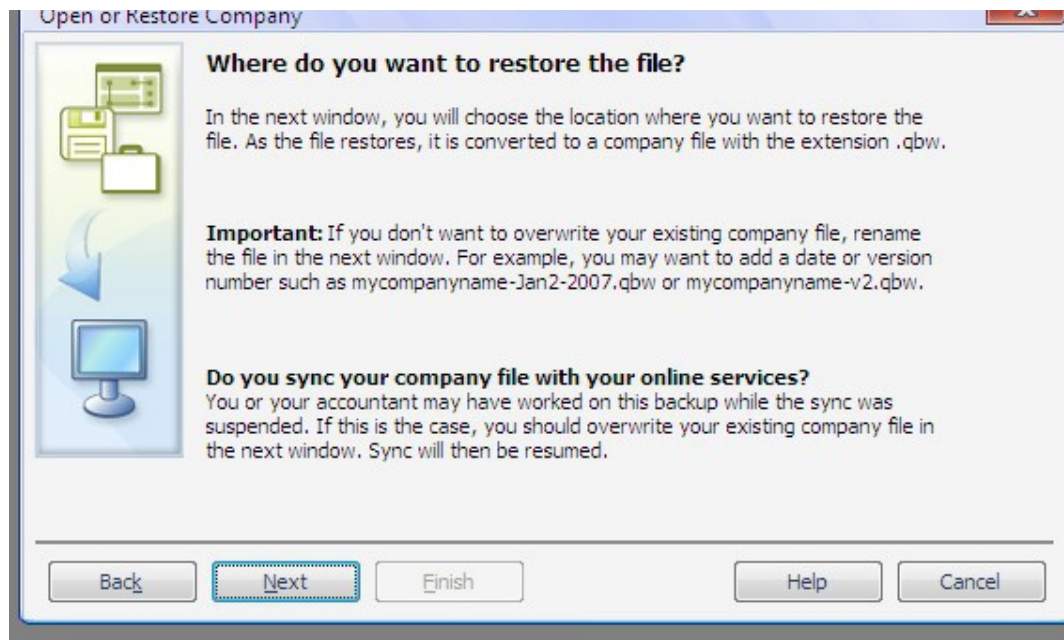 Open or Restore Company
Where do you want to restore the file?
In the next window, you will choose the location where you want to restore the
file. As the file restores, it is converted to a company file with the extension .qbw.
Important: If you don't want to overwrite your existing company file, rename
the file in the next window. For example, you may want to add a date or version
number such as mycompanyname-Jan2-2007.qbw or mycompanyname-v2.qbw.
Do you sync your company file with your online services?
You or your accountant may have worked on this backup while the sync was
suspended. If this is the case, you should overwrite your existing company file in
the next window. Sync will then be resumed.
Back Next Finish Help Cancel